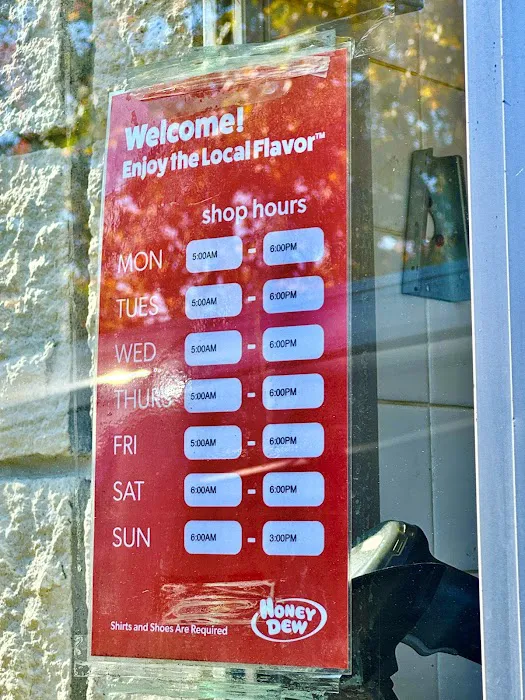 Welcome!
Enjoy the Local Flavor™
shop hours
MON 5:00AM - 6:00PM
TUES 5:00AM - 6:00PM
WED 5:00AM - 6:00PM
THURS 5:00AM - 6:00PM
FRI 5:00AM - 6:00PM
SAT 6:00AM - 6:00PM
SUN 6:00AM - 3:00PM
Shirts and Shoes Are Required
HONEY
DEW